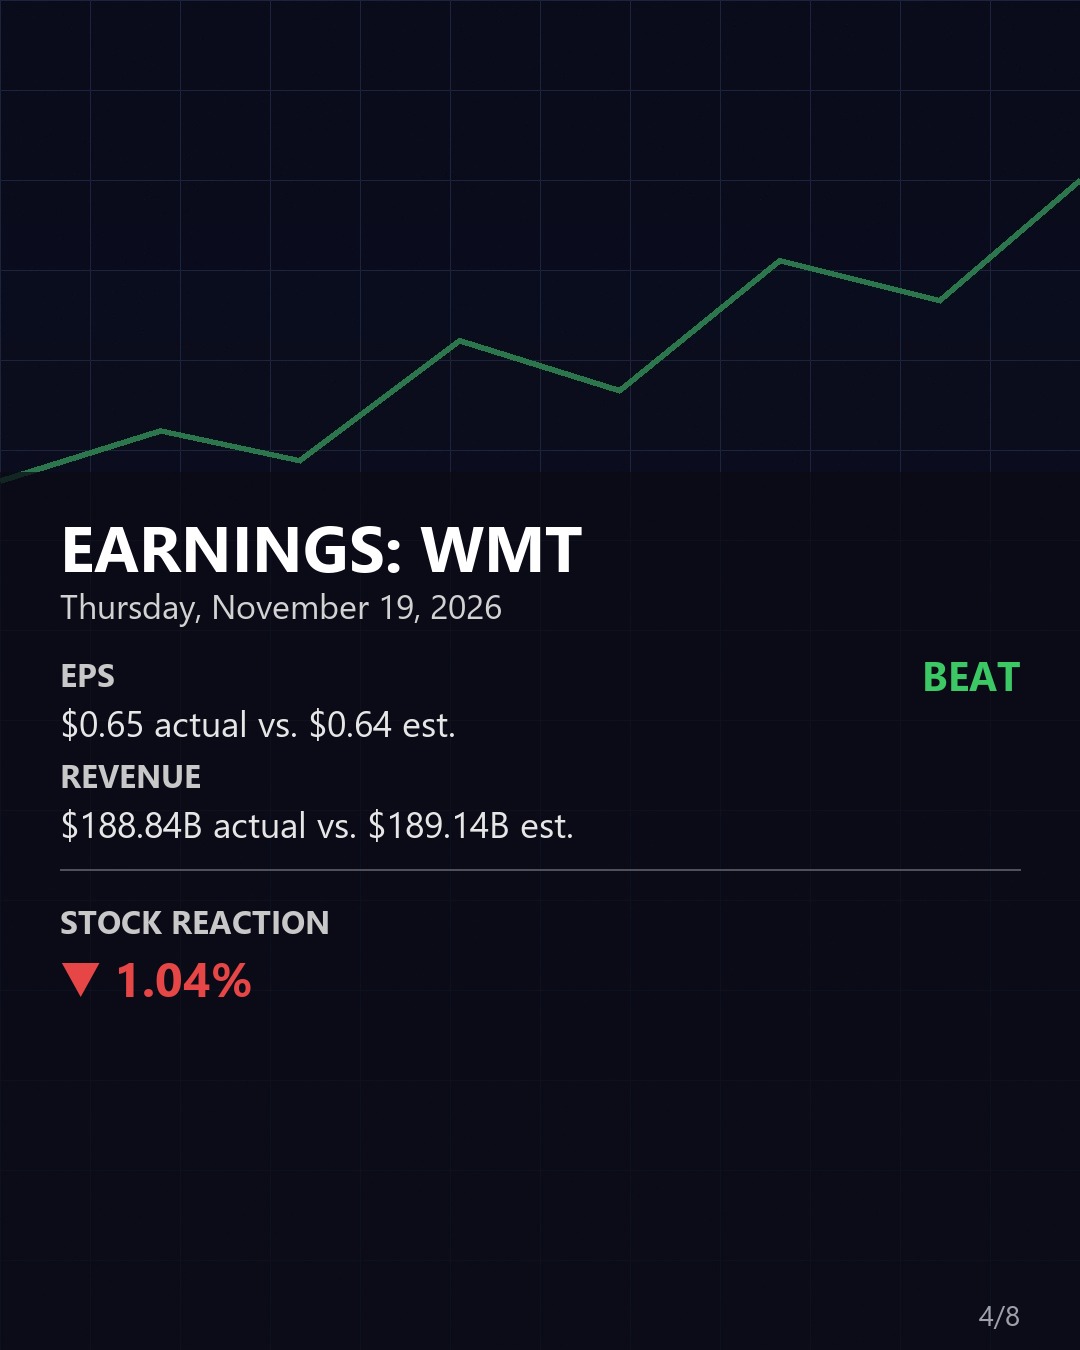 EARNINGS: WMT
Thursday, November 19, 2026
EPS
BEAT
$0.65 actual vs. $0.64 est.
REVENUE
$188.84B actual vs. $189.14B est.
STOCK REACTION
▼ 1.04%
4/8